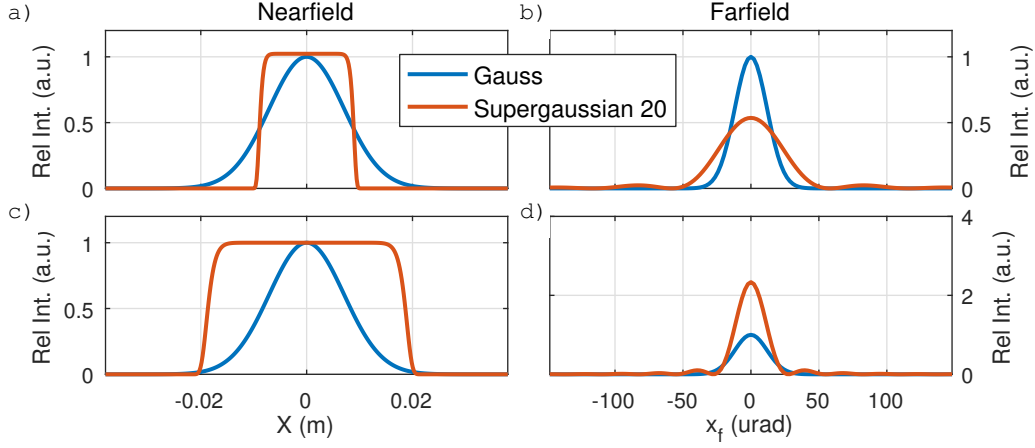 a)
Nearfield
b)
Farfield
Rel Int. (a.u.)
1
0.5
0
Gauss
Supergaussian 20
1
0.5
0
Rel Int. (a.u.)
c)
d)
Rel Int. (a.u.)
1
0.5
0
-0.02
0
0.02
X (m)
4
2
0
Rel Int. (a.u.)
-100
-50
0
50
100
x_f (urad)